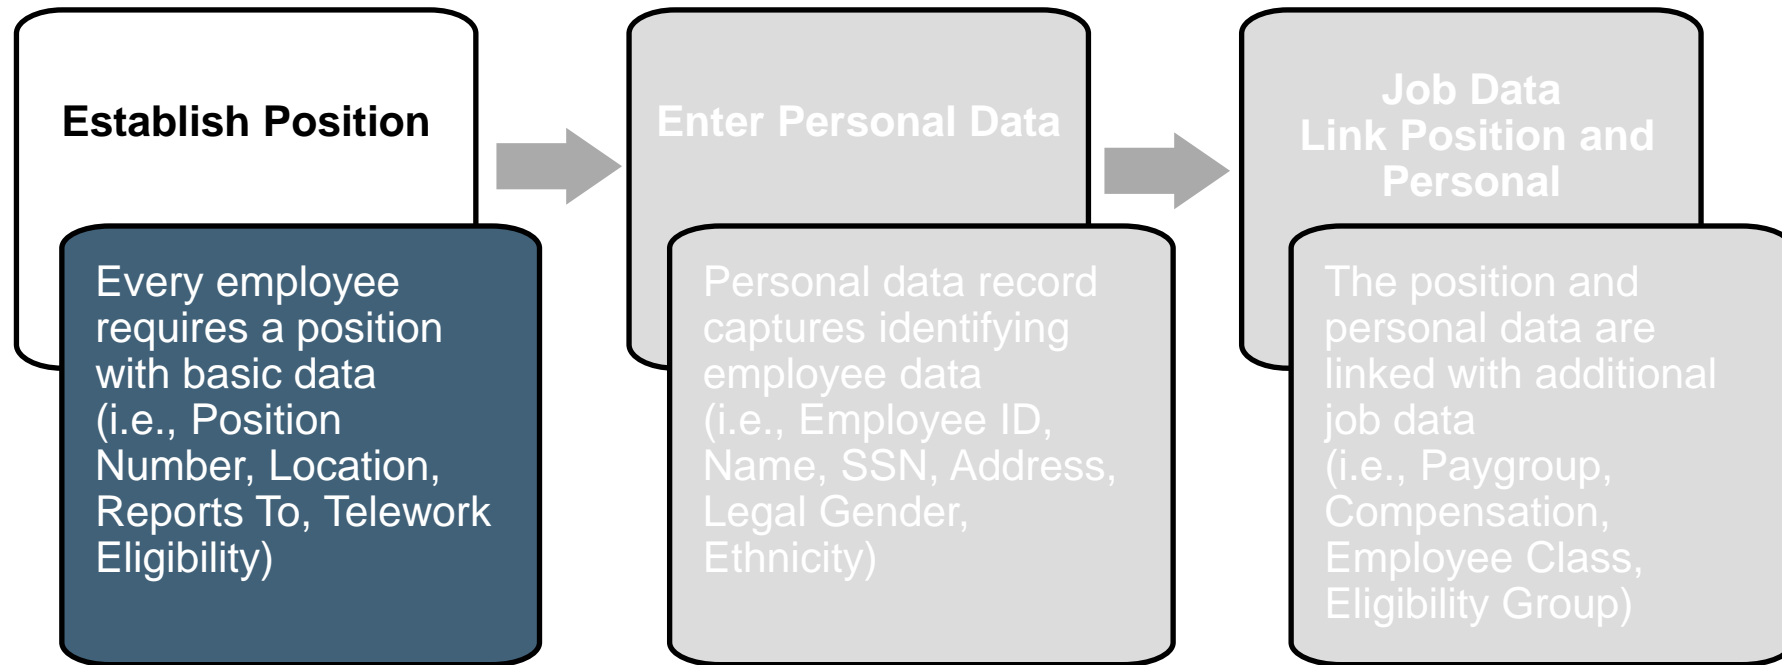 Establish Position
Every employee
requires a position
with basic data
(i.e., Position
Number, Location,
Reports To, Telework
Eligibility)
Enter Personal Data
Personal data record
captures identifying
employee data
(i.e., Employee ID,
Name, SSN, Address,
Legal Gender,
Ethnicity)
Job Data
Link Position and
Personal
The position and
personal data are
linked with additional
job data
(i.e., Paygroup,
Compensation,
Employee Class,
Eligibility Group)